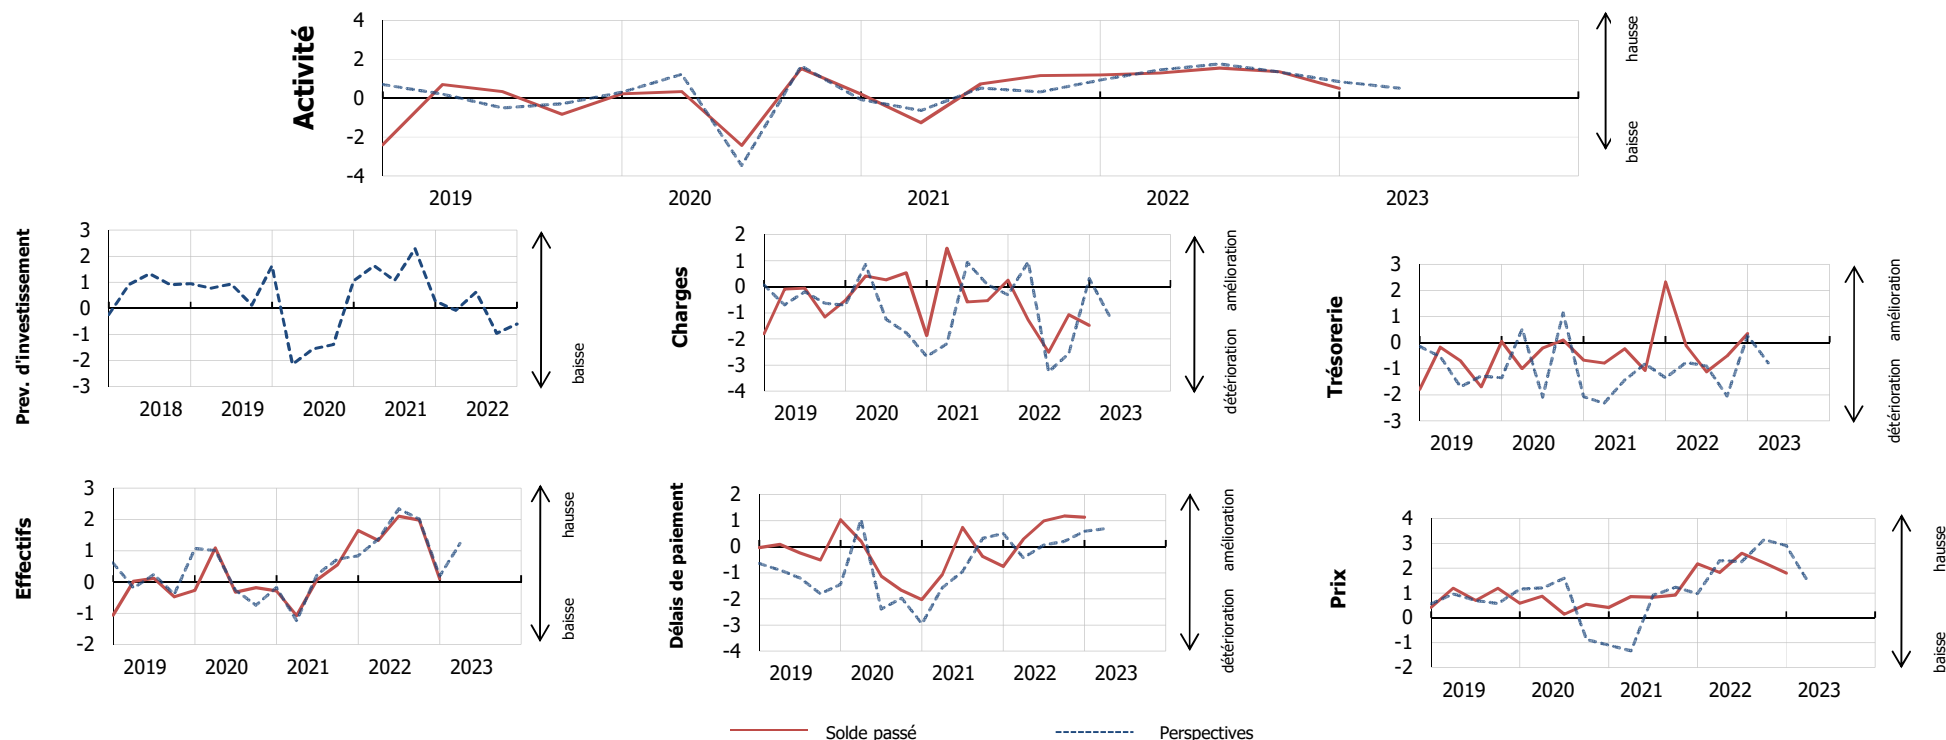 Activité
4
2
0
-2
-4
2019 2020 2021 2022 2023
hausse
baisse
Prev. d'investissement
3
2
1
0
-1
-2
-3
2018 2019 2020 2021 2022
baisse
Charges
2
1
0
-1
-2
-3
-4
2019 2020 2021 2022 2023
amélioration
détérioration
Trésorerie
3
2
1
0
-1
-2
-3
2019 2020 2021 2022 2023
amélioration
détérioration
Effectifs
3
2
1
0
-1
-2
2019 2020 2021 2022 2023
hausse
baisse
Délais de paiement
2
1
0
-1
-2
-3
-4
2019 2020 2021 2022 2023
amélioration
détérioration
Prix
4
3
2
1
0
-1
-2
2019 2020 2021 2022 2023
hausse
baisse
Solde passé Perspectives